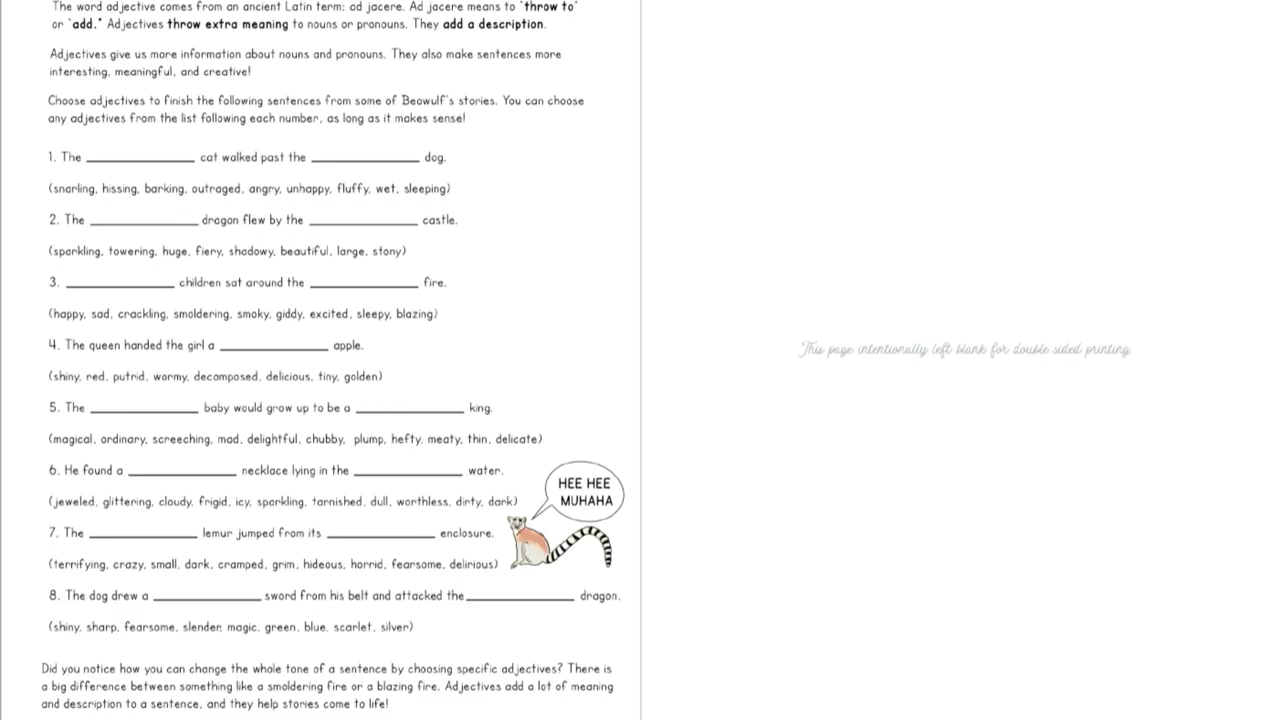 The word adjective comes from an ancient Latin term: ad jacere. Ad jacere means to "throw to"
or "add." Adjectives throw extra meaning to nouns or pronouns. They add a description.
Adjectives give us more information about nouns and pronouns. They also make sentences more
interesting, meaningful, and creative!
Choose adjectives to finish the following sentences from some of Beowulf's stories. You can choose
any adjectives from the list following each number, as long as it makes sense!
1. The ______________ cat walked past the ______________ dog.
(snarling, hissing, barking, outraged, angry, unhappy, fluffy, wet, sleeping)
2. The ______________ dragon flew by the ______________ castle.
(sparkling, towering, huge, fiery, shadowy, beautiful, large, stony)
3. ______________ children sat around the ______________ fire.
(happy, sad, crackling, smoldering, smoky, giddy, excited, sleepy, blazing)
4. The queen handed the girl a ______________ apple.
(shiny, red, putrid, wormy, decomposed, delicious, tiny, golden)
5. The ______________ baby would grow up to be a ______________ king.
(magical, ordinary, screeching, mad, delightful, chubby, plump, hefty, meaty, thin, delicate)
6. He found a ______________ necklace lying in the ______________ water.
(jeweled, glittering, cloudy, frigid, icy, sparkling, tarnished, dull, worthless, dirty, dark)
HEE HEE
MUHAHA
7. The ______________ lemur jumped from its ______________ enclosure.
(terrifying, crazy, small, dark, cramped, grim, hideous, horrid, fearsome, delirious)
8. The dog drew a ______________ sword from his belt and attacked the ______________ dragon.
(shiny, sharp, fearsome, slender, magic, green, blue, scarlet, silver)
Did you notice how you can change the whole tone of a sentence by choosing specific adjectives? There is
a big difference between something like a smoldering fire or a blazing fire. Adjectives add a lot of meaning
and description to a sentence, and they help stories come to life!
This page intentionally left blank for double sided printing